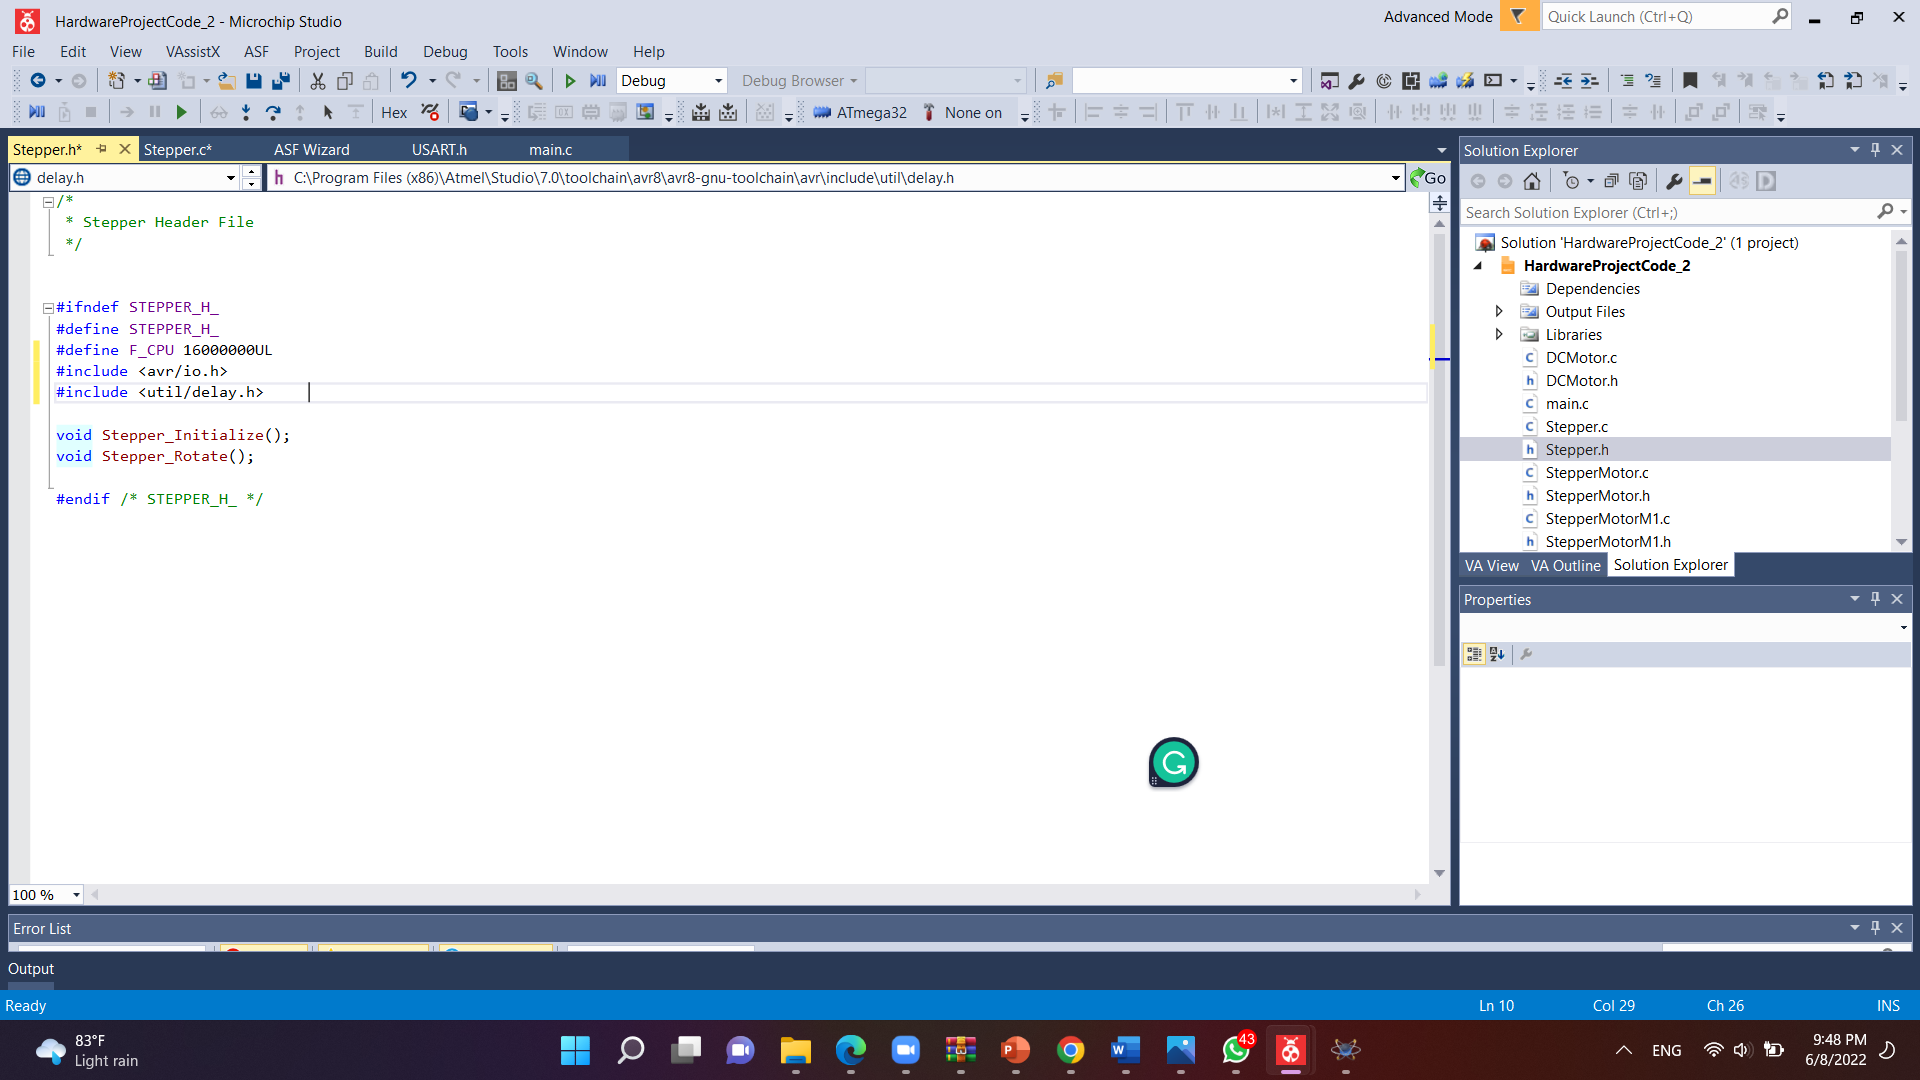 HardwareProjectCode_2 - Microchip Studio
Advanced Mode
Quick Launch (Ctrl+Q)
File Edit View VAssistX ASF Project Build Debug Tools Window Help
Debug
Debug Browser
Hex
ATmega32
None on
Stepper.h*
Stepper.c*
ASF Wizard
USART.h
main.c
delay.h
h C:\Program Files (x86)\Atmel\Studio\7.0\toolchain\avr8\avr8-gnu-toolchain\avr\include\util\delay.h
Go
/*
* Stepper Header File
*/
#ifndef STEPPER_H_
#define STEPPER_H_
#define F_CPU 16000000UL
#include <avr/io.h>
#include <util/delay.h>
void Stepper_Initialize();
void Stepper_Rotate();
#endif /* STEPPER_H_ */
100 %
Solution Explorer
Search Solution Explorer (Ctrl+;)
Solution 'HardwareProjectCode_2' (1 project)
HardwareProjectCode_2
Dependencies
Output Files
Libraries
C DCMotor.c
h DCMotor.h
C main.c
C Stepper.c
h Stepper.h
C StepperMotor.c
h StepperMotor.h
C StepperMotorM1.c
h StepperMotorM1.h
VA View
VA Outline
Solution Explorer
Properties
Error List
Output
Ready
Ln 10
Col 29
Ch 26
INS
83°F
Light rain
43
ENG
9:48 PM
6/8/2022